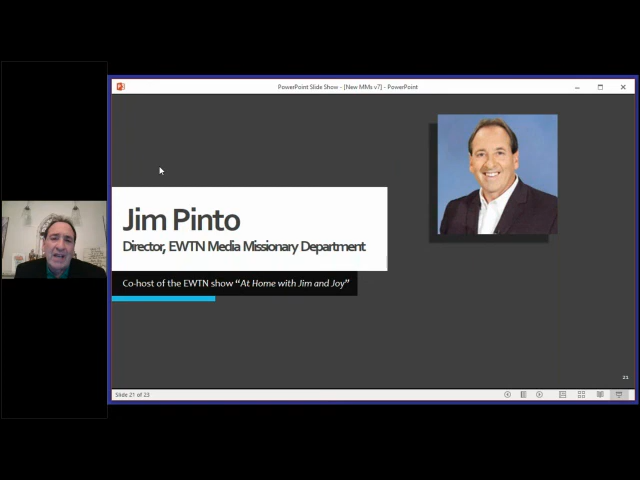 PowerPoint Slide Show - [New MMs v7] - PowerPoint
Jim Pinto
Director, EWTN Media Missionary Department
Co-host of the EWTN show “At Home with Jim and Joy”
21
Slide 21 of 23